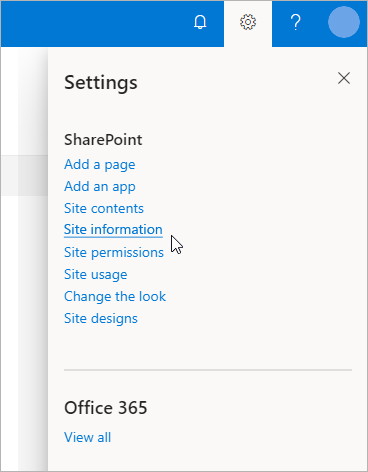 Settings
SharePoint
Add a page
Add an app
Site contents
Site information
Site permissions
Site usage
Change the look
Site designs
Office 365
View all